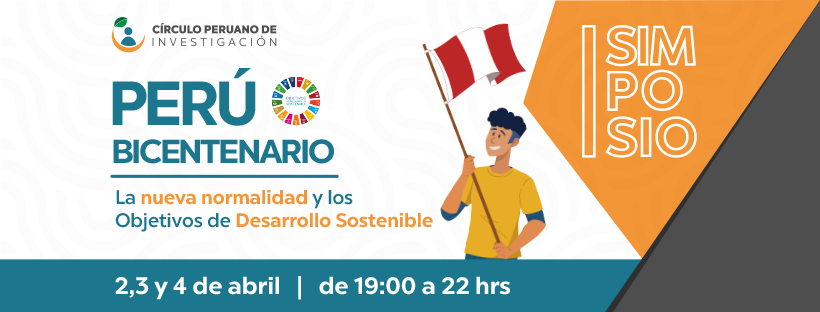 CÍRCULO PERUANO DE
INVESTIGACIÓN
PERÚ
BICENTENARIO
La nueva normalidad y los
Objetivos de Desarrollo Sostenible
I SIM
PO
SIO
2,3 y 4 de abril | de 19:00 a 22 hrs